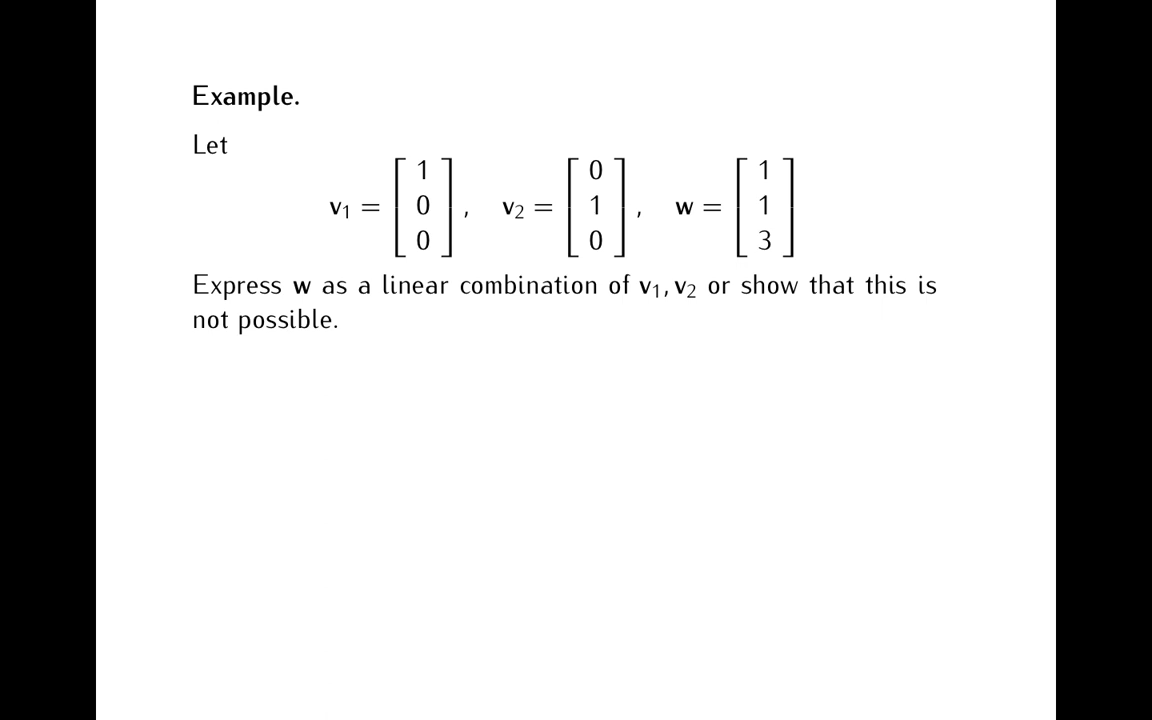 Example.
Let
v₁ = [ 1 0 0 ], v₂ = [ 0 1 0 ], w = [ 1 1 3 ]
Express w as a linear combination of v₁, v₂ or show that this is
not possible.